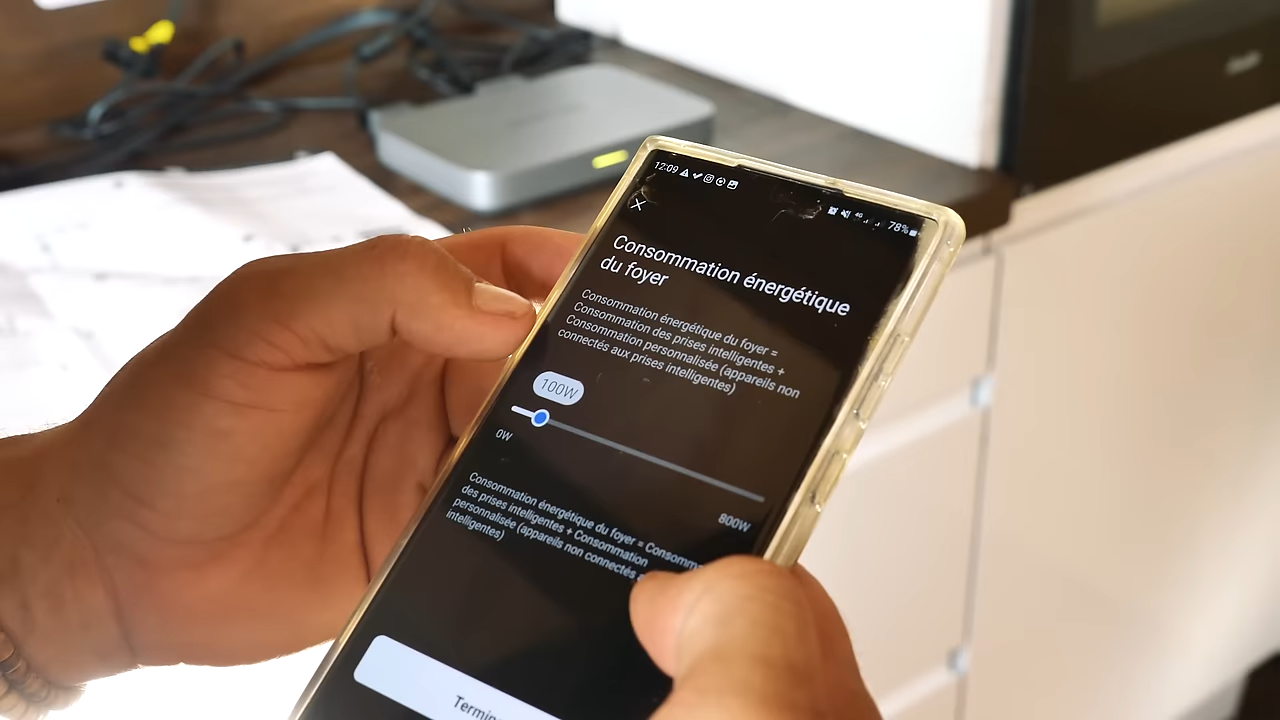 12:09
4G
78%
Consommation énergétique
du foyer
Consommation énergétique du foyer =
Consommation des prises intelligentes +
Consommation personnalisée (appareils non
connectés aux prises intelligentes)
100W
0W
800W
Consommation énergétique du foyer = Consomm
des prises intelligentes + Consommation
personnalisée (appareils non connectés
intelligentes)
Termin